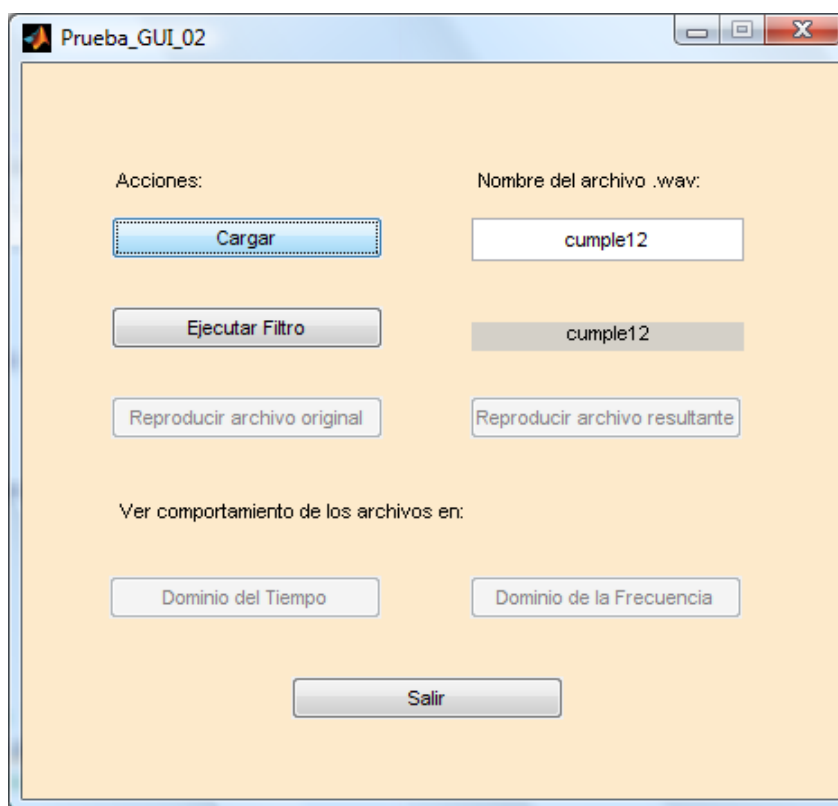 Prueba_GUI_02
Acciones:
Nombre del archivo .wav:
Cargar
cumple12
Ejecutar Filtro
cumple12
Reproducir archivo original
Reproducir archivo resultante
Ver comportamiento de los archivos en:
Dominio del Tiempo
Dominio de la Frecuencia
Salir